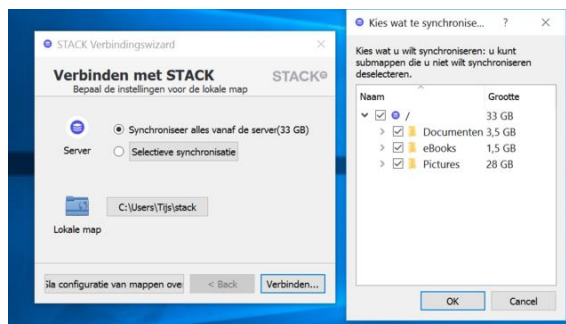 STACK Verbindingswizard
Verbinden met STACK
Bepaal de instellingen voor de lokale map
STACK
Server
Synchroniseer alles vanaf de server(33 GB)
Selectieve synchronisatie
Lokale map
C:\Users\Tijs\stack
Sla configuratie van mappen ove
< Back
Verbinden...
Kies wat te synchronise... ?
Kies wat u wilt synchroniseren: u kunt
submappen die u niet wilt synchroniseren
deselecteren.
Naam Grootte
/ 33 GB
Documenten 3,5 GB
eBooks 1,5 GB
Pictures 28 GB
OK
Cancel